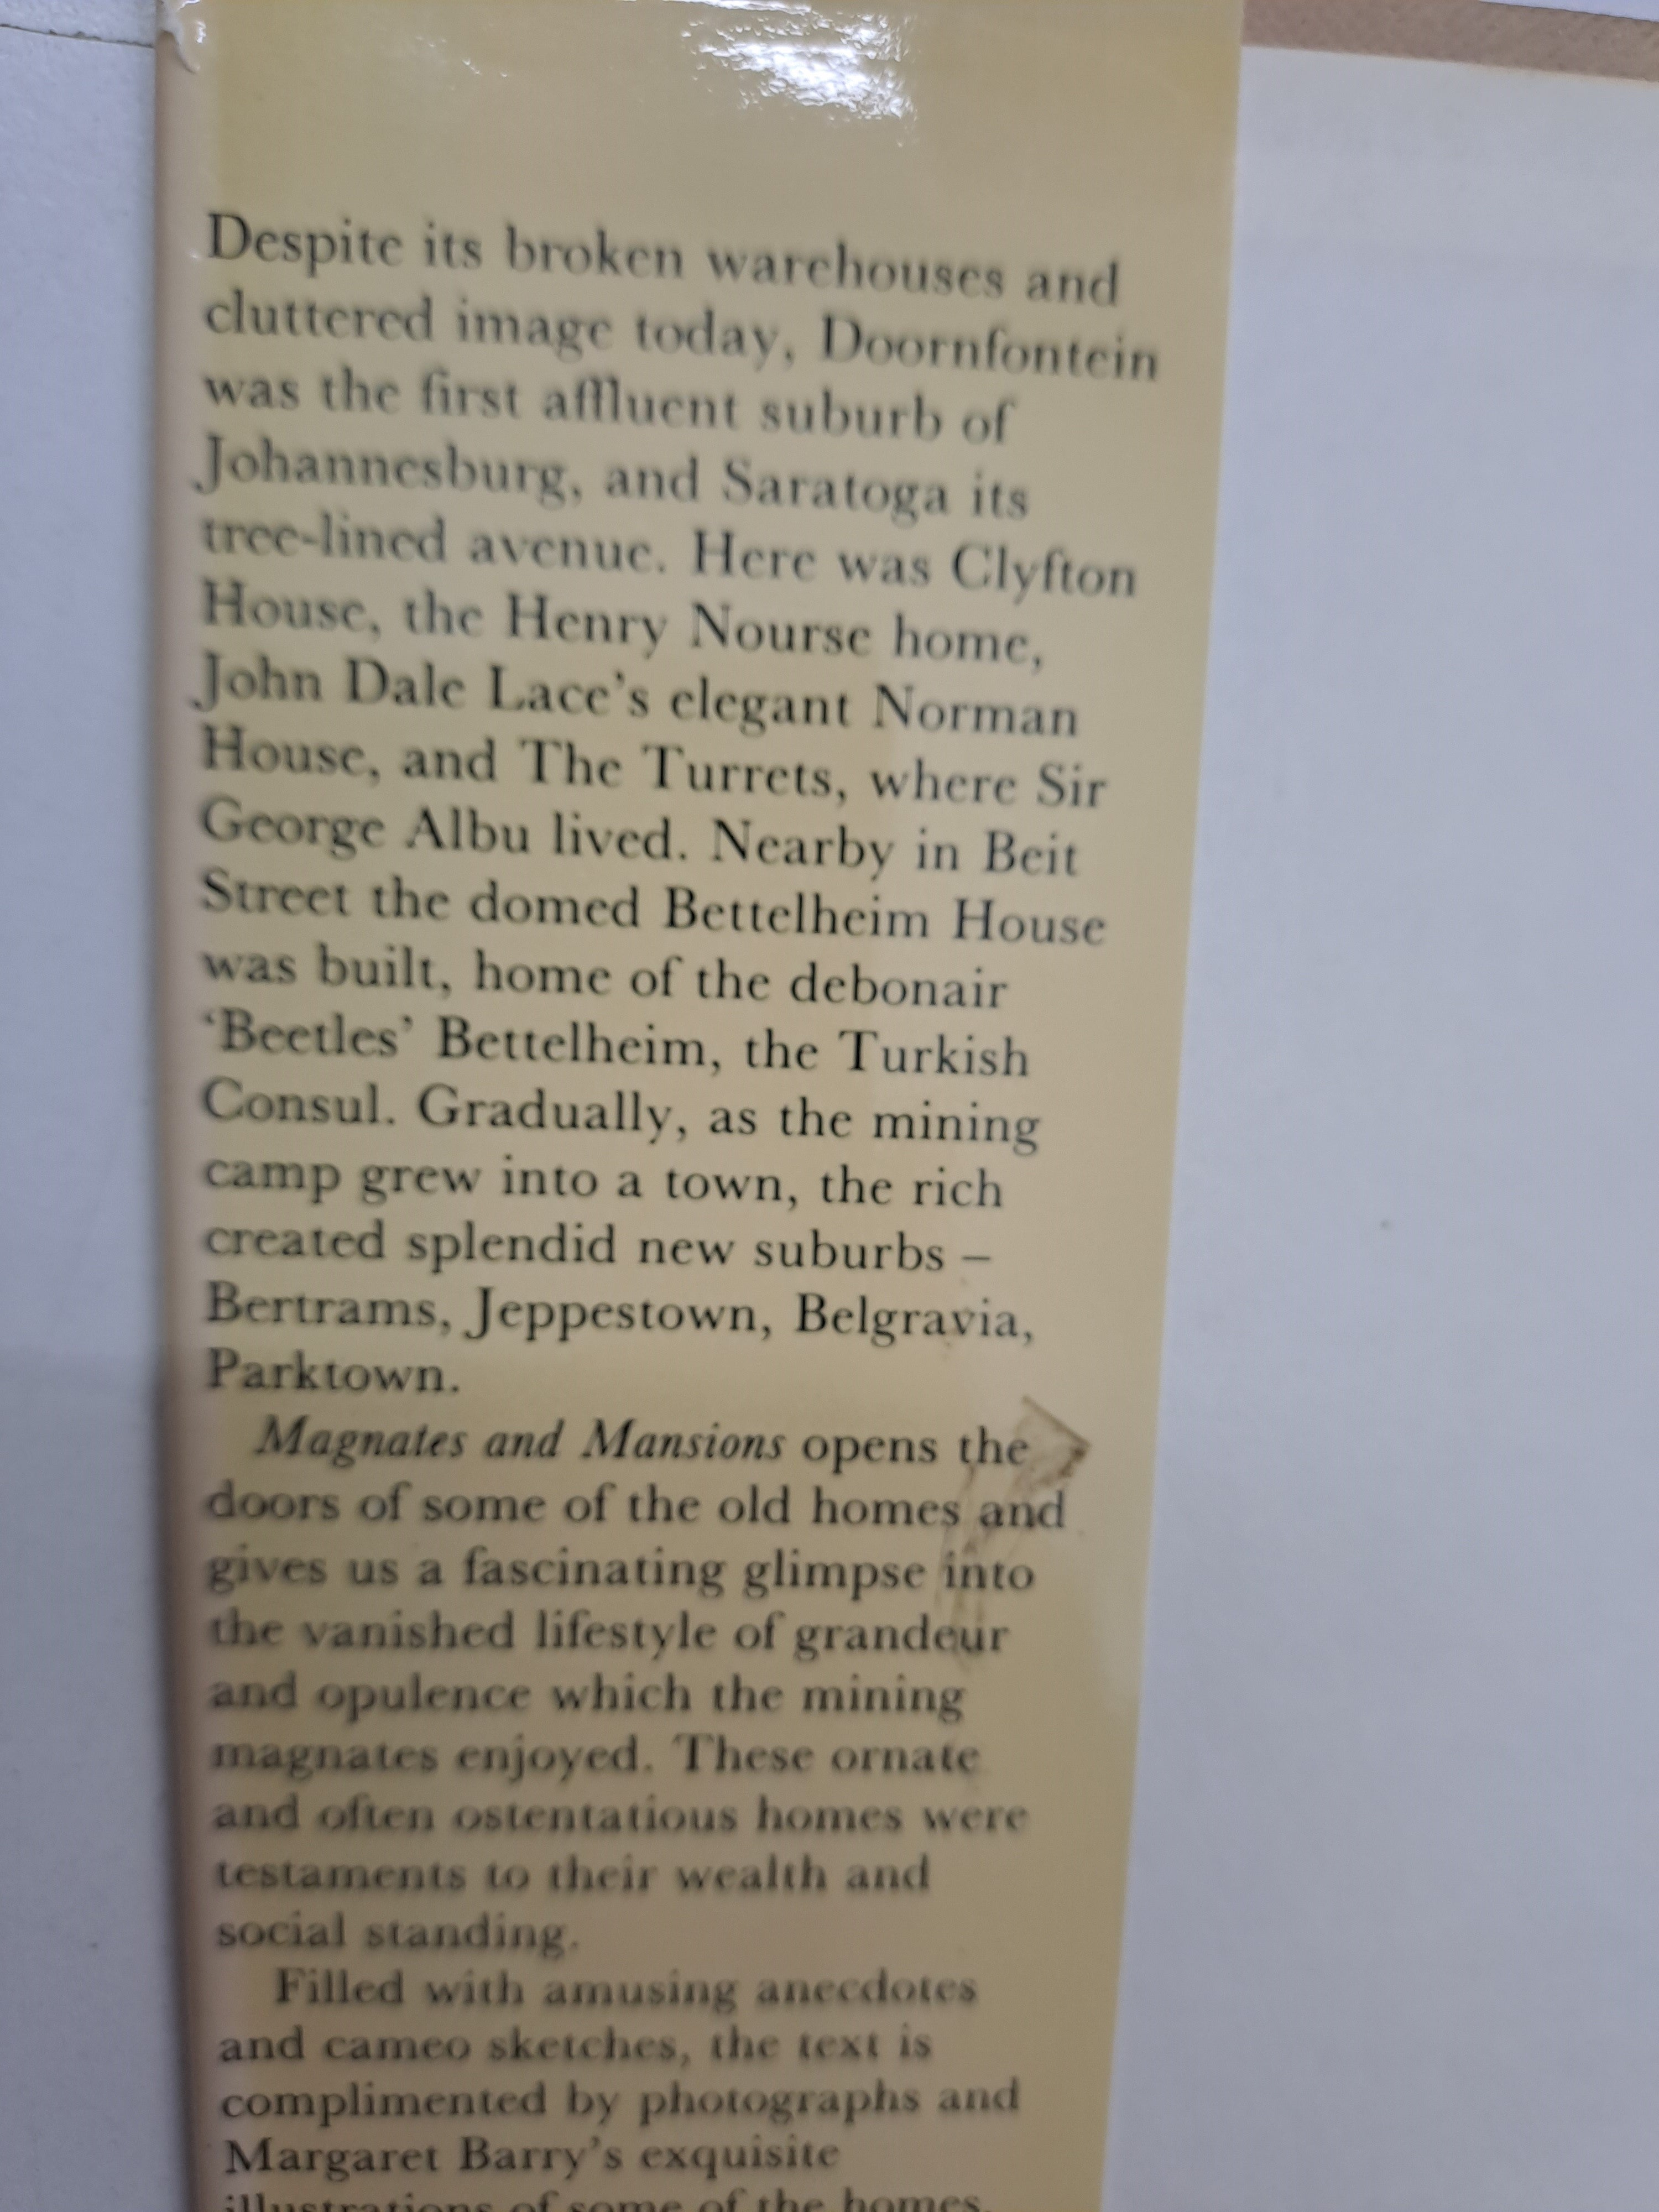 Despite its broken warehouses and
cluttered image today, Doornfontein
was the first affluent suburb of
Johannesburg, and Saratoga its
tree-lined avenue. Here was Clyfton
House, the Henry Nourse home,
John Dale Lace's elegant Norman
House, and The Turrets, where Sir
George Albu lived. Nearby in Beit
Street the domed Bettelheim House
was built, home of the debonair
‘Beetles’ Bettelheim, the Turkish
Consul. Gradually, as the mining
camp grew into a town, the rich
created splendid new suburbs –
Bertrams, Jeppestown, Belgravia,
Parktown.
Magnates and Mansions opens the
doors of some of the old homes and
gives us a fascinating glimpse into
the vanished lifestyle of grandeur
and opulence which the mining
magnates enjoyed. These ornate
and often ostentatious homes were
testaments to their wealth and
social standing.
Filled with amusing anecdotes
and cameo sketches, the text is
complimented by photographs and
Margaret Barry's exquisite
illustrations of some of the homes.